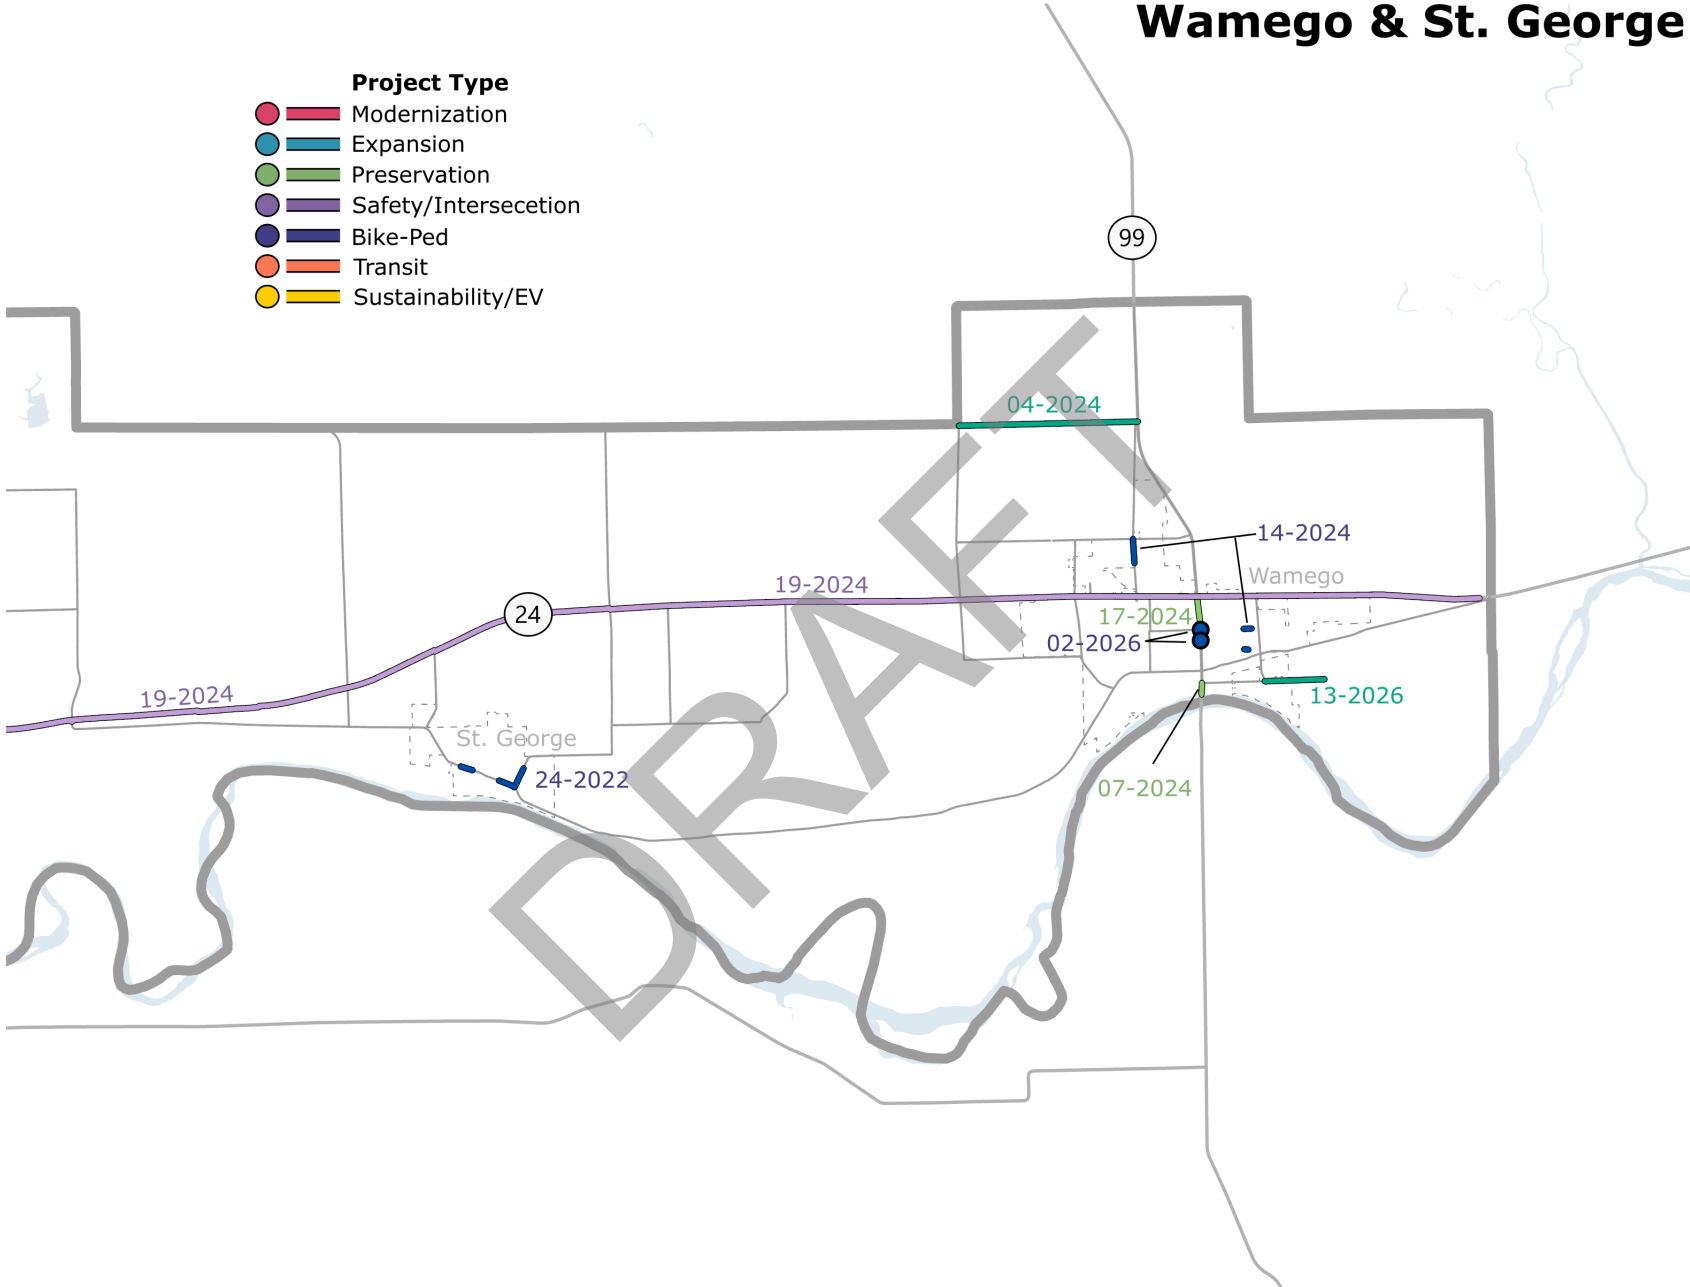 Wamego & St. George
Project Type
Modernization
Expansion
Preservation
Safety/Intersecetion
Bike-Ped
Transit
Sustainability/EV
99
04-2024
14-2024
Wamego
19-2024
24
17-2024
02-2026
19-2024
13-2026
St. George
24-2022
07-2024
DRAFT